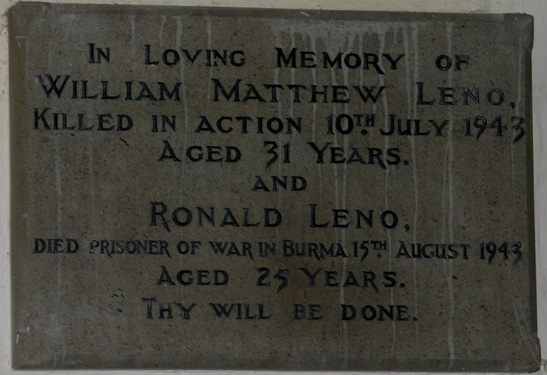 In Loving Memory of
William Matthew Leno,
Killed in action 10th July 1943
Aged 31 Years.
and
Ronald Leno,
Died prisoner of war in Burma 15th August 1943
Aged 25 Years.
Thy will be done.